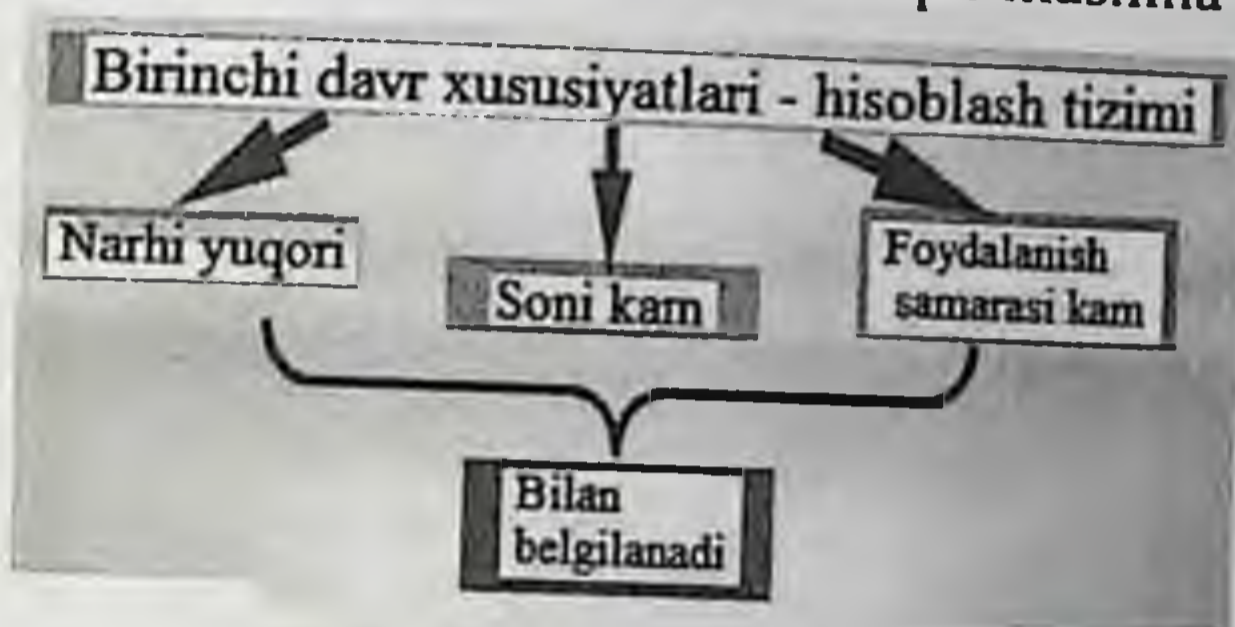 Birinchi davr xususiyatlari - hisoblash tizimi
Narhi yuqori
Soni kam
Foydalanish
samarasi kam
Bilan
belgilanadi